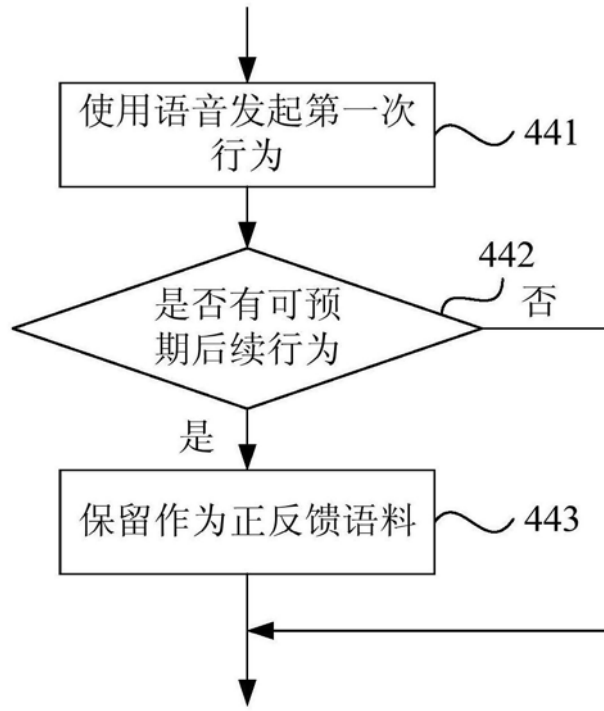 使用语音发起第一次
行为
441
442
是否有可预
期后续行为
否
是
保留作为正反馈语料
443